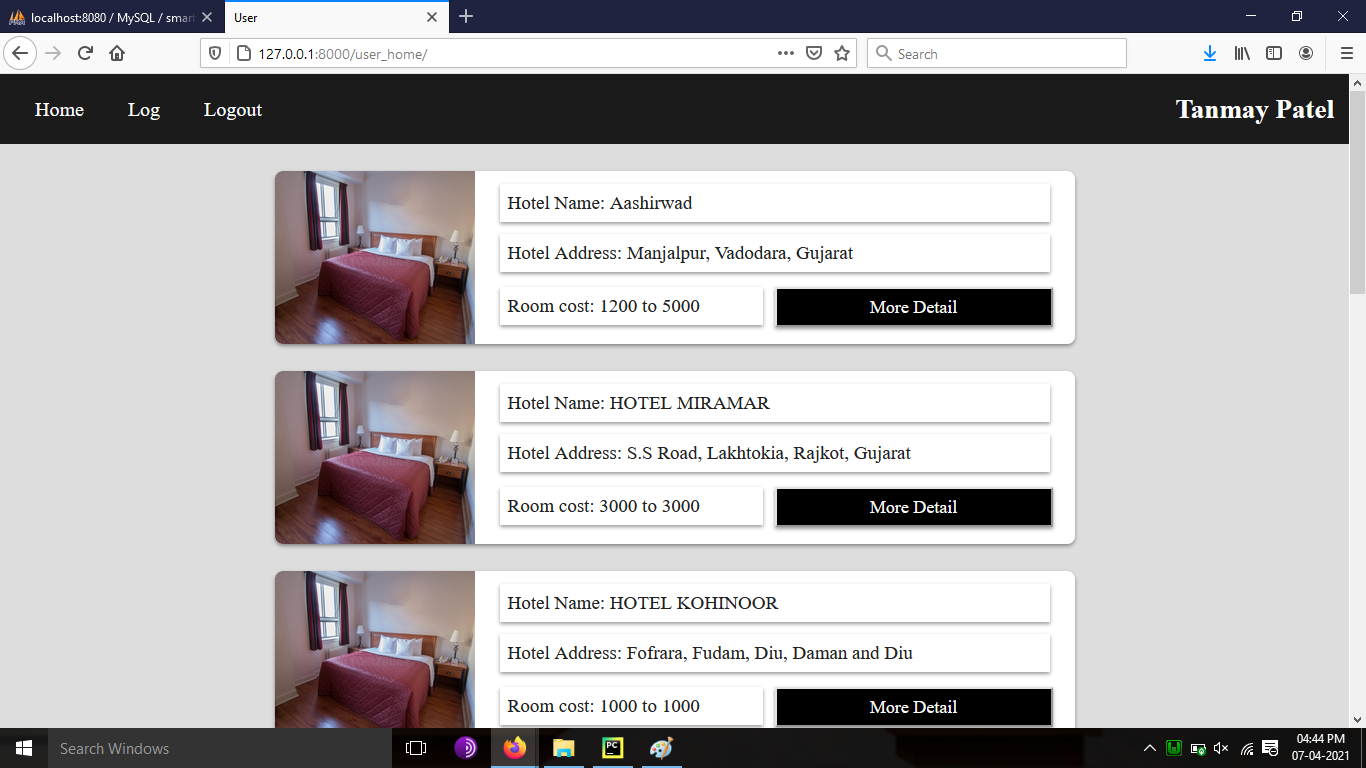 localhost:8080 / MySQL / smar
User
127.0.0.1:8000/user_home/
Search
Home Log Logout Tanmay Patel
Hotel Name: Aashirwad
Hotel Address: Manjalpur, Vadodara, Gujarat
Room cost: 1200 to 5000 More Detail
Hotel Name: HOTEL MIRAMAR
Hotel Address: S.S Road, Lakhtokia, Rajkot, Gujarat
Room cost: 3000 to 3000 More Detail
Hotel Name: HOTEL KOHINOOR
Hotel Address: Fofrara, Fudam, Diu, Daman and Diu
Room cost: 1000 to 1000 More Detail
Search Windows
PC
04:44 PM
07-04-2021